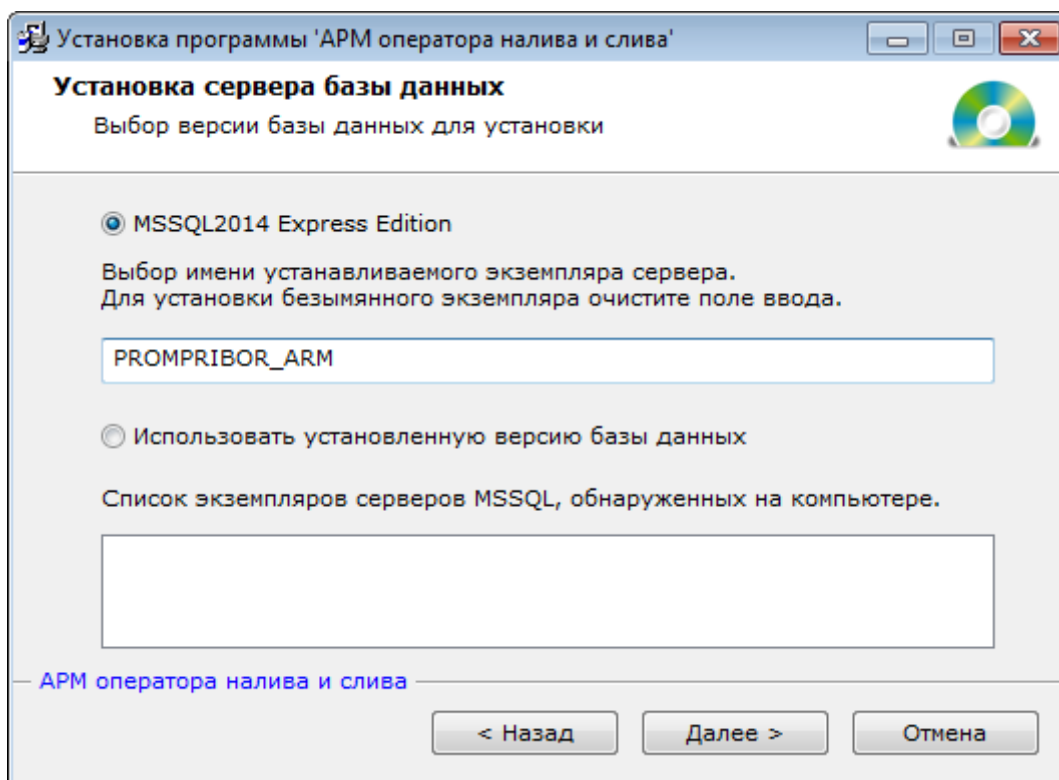 Установка программы 'АРМ оператора налива и слива'
Установка сервера базы данных
Выбор версии базы данных для установки
MSSQL2014 Express Edition
Выбор имени устанавливаемого экземпляра сервера.
Для установки безымянного экземпляра очистите поле ввода.
PROMPRIBOR_ARM
Использовать установленную версию базы данных
Список экземпляров серверов MSSQL, обнаруженных на компьютере.
АРМ оператора налива и слива
< Назад
Далее >
Отмена